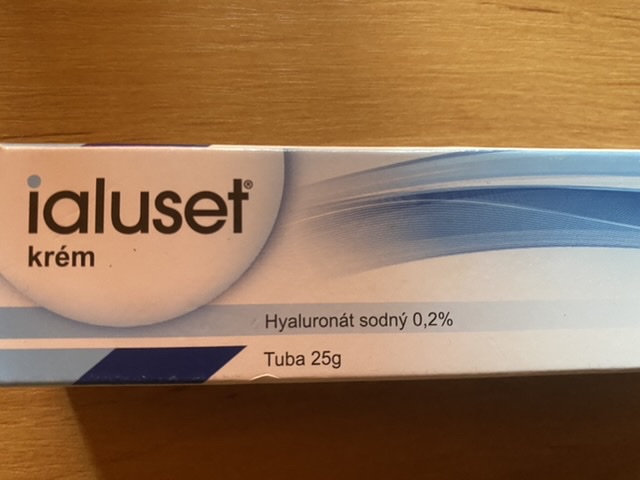 ialuset®
krém
Hyaluronát sodný 0,2%
Tuba 25g